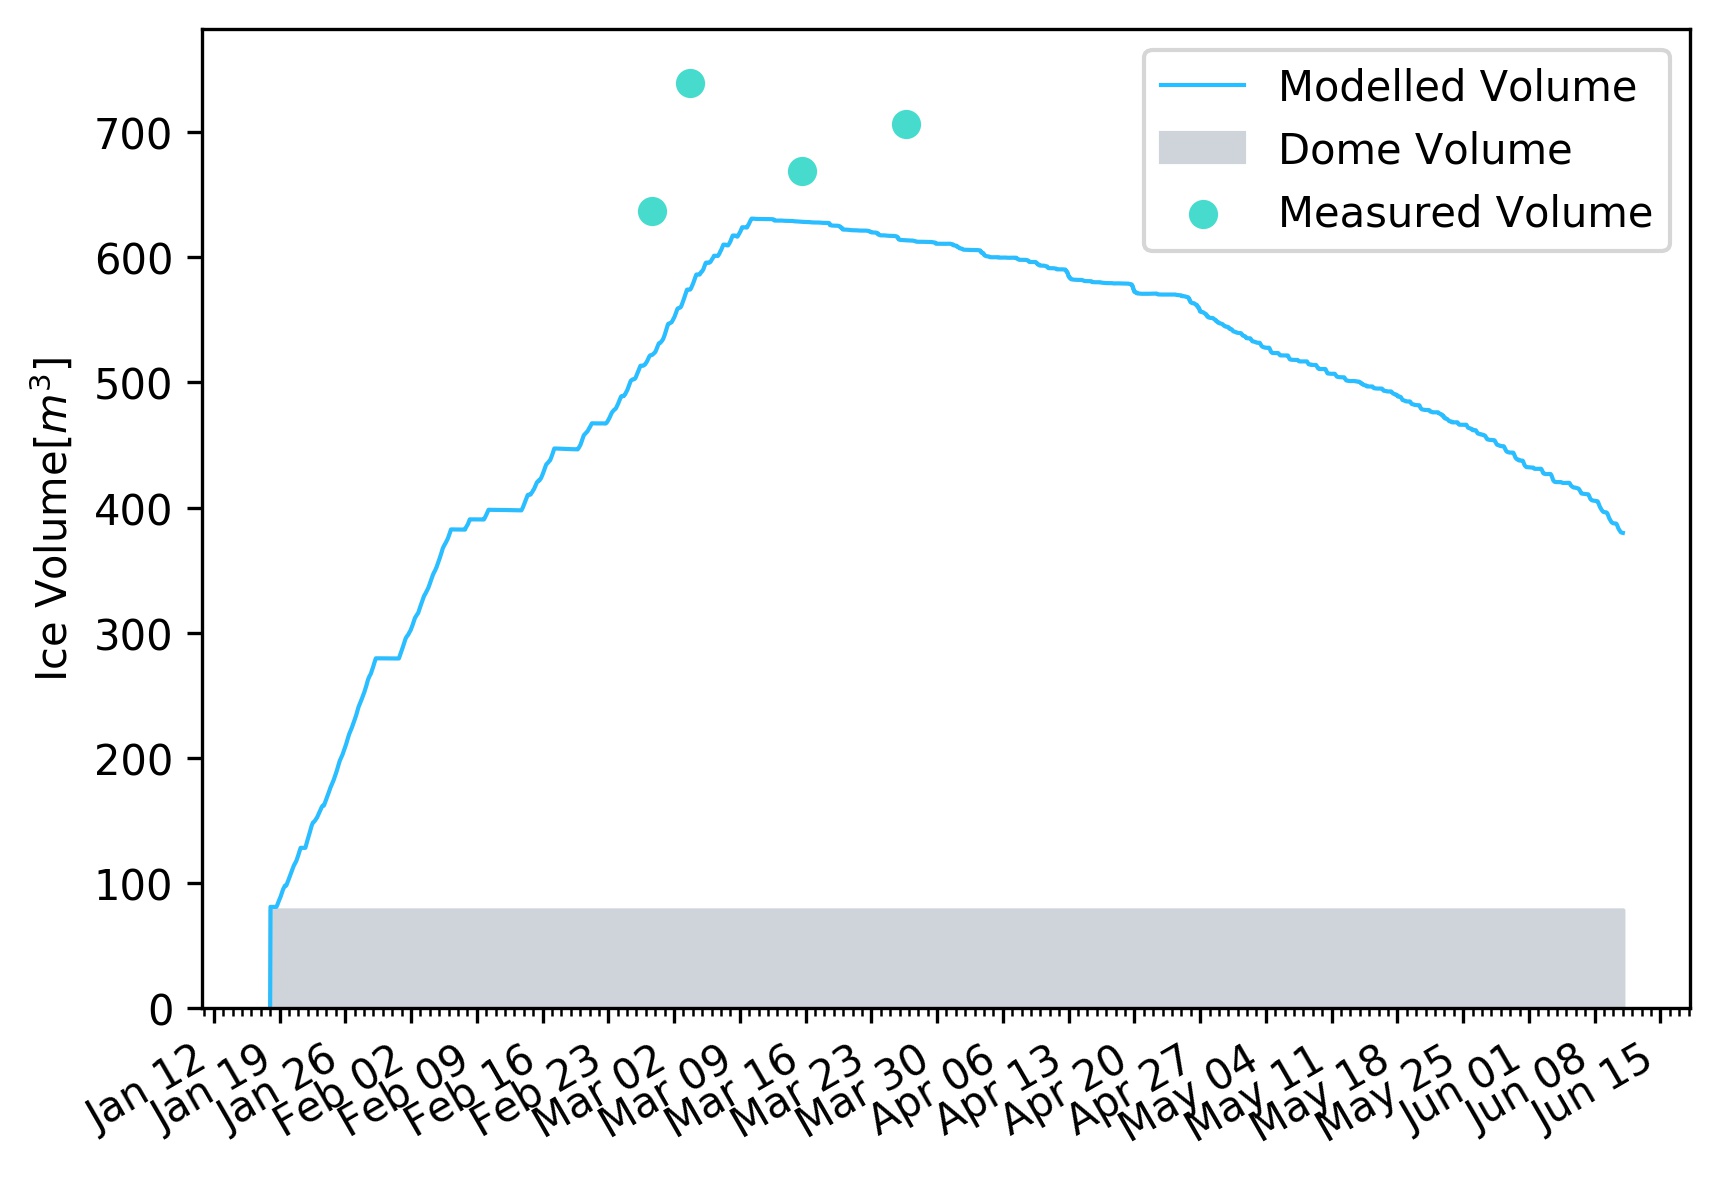 Modelled Volume
Dome Volume
Measured Volume
Ice Volume[m³]
700
600
500
400
300
200
100
0
Jan 12
Jan 19
Jan 26
Feb 02
Feb 09
Feb 16
Feb 23
Mar 02
Mar 09
Mar 16
Mar 23
Mar 30
Apr 06
Apr 13
Apr 20
Apr 27
May 04
May 11
May 18
May 25
Jun 01
Jun 08
Jun 15